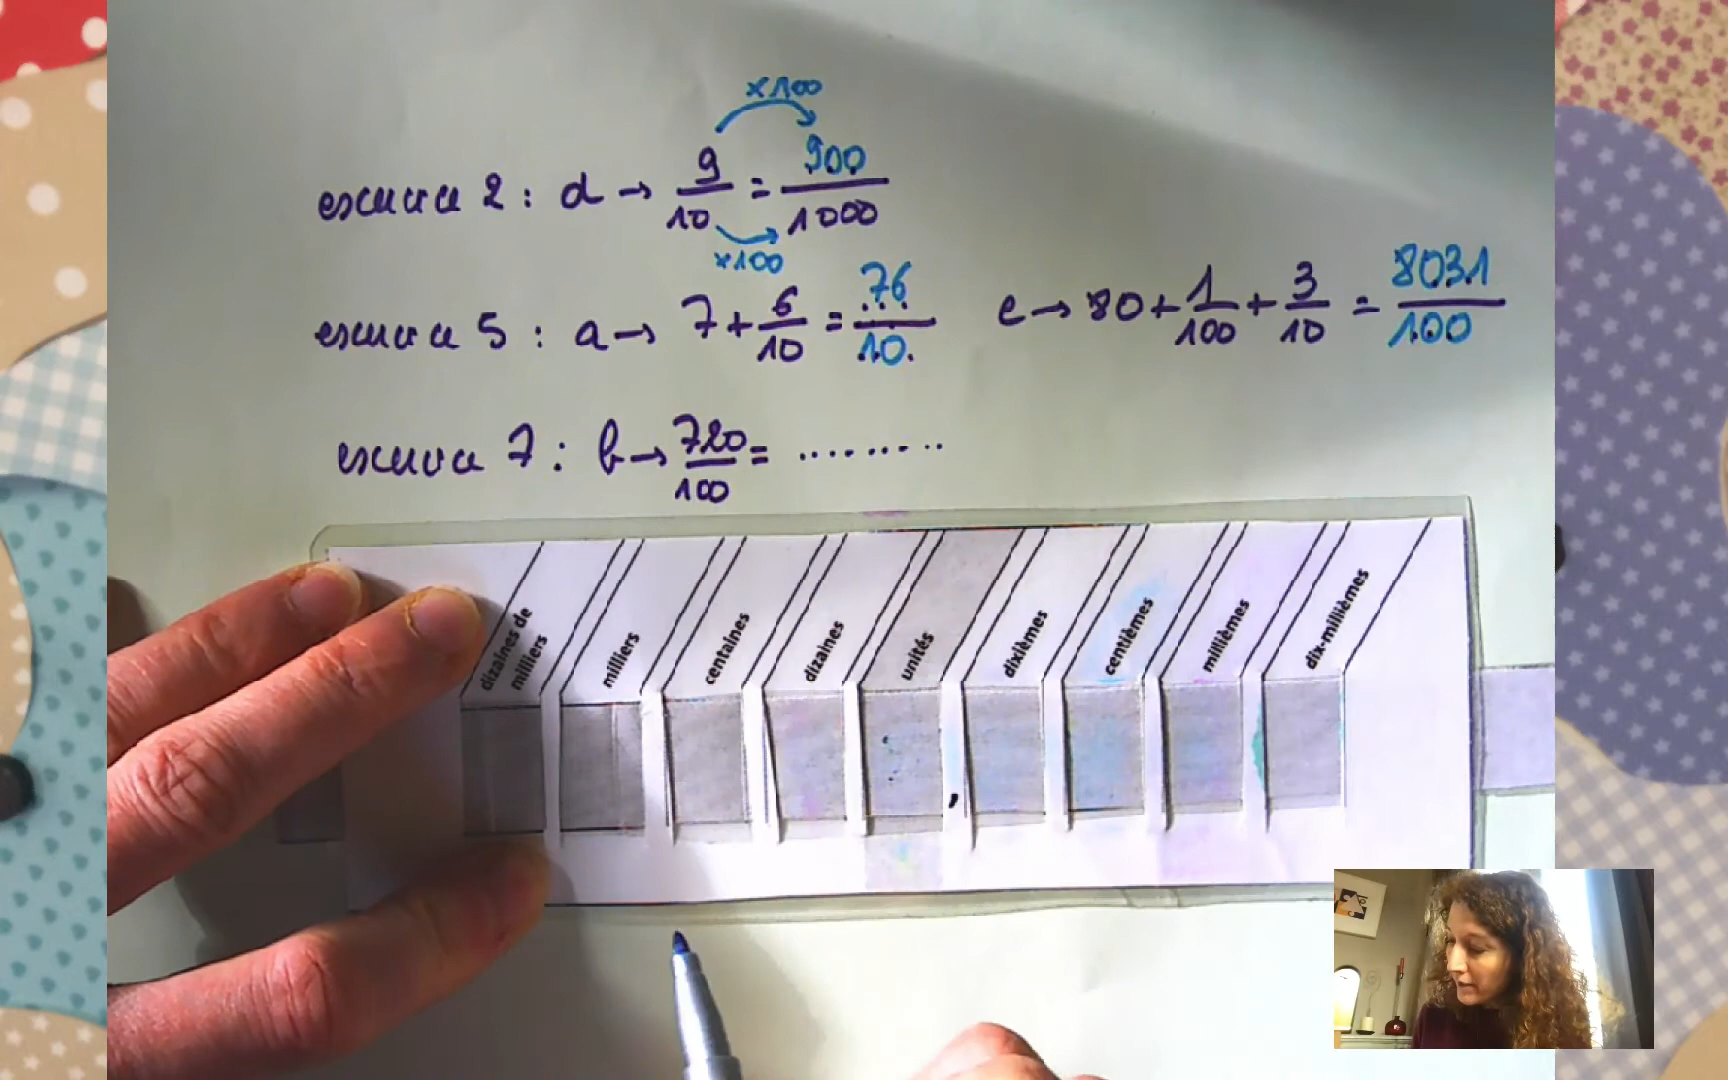 ×100
exercice 2 : d → 9/10 = 900/1000
×100
exercice 5 : a → 7 + 6/10 = 76/10 e → 80 + 1/100 + 3/10 = 8031/100
exercice 7 : b → 720/100 = .........
dizaines de milliers
milliers
centaines
dizaines
unités
dixièmes
centièmes
millièmes
dix-millièmes
,